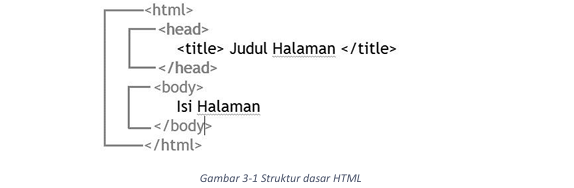 <html>
<head>
<title> Judul Halaman </title>
</head>
<body>
Isi Halaman
</body>
</html>
Gambar 3-1 Struktur dasar HTML